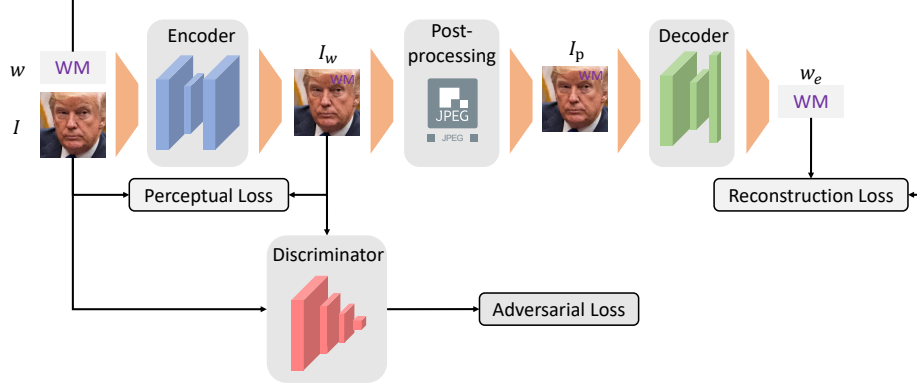 Encoder
Post-
processing
Decoder
w
WM
I
I_w
WM
JPEG
JPEG
I_p
WM
w_e
WM
Perceptual Loss
Reconstruction Loss
Discriminator
Adversarial Loss